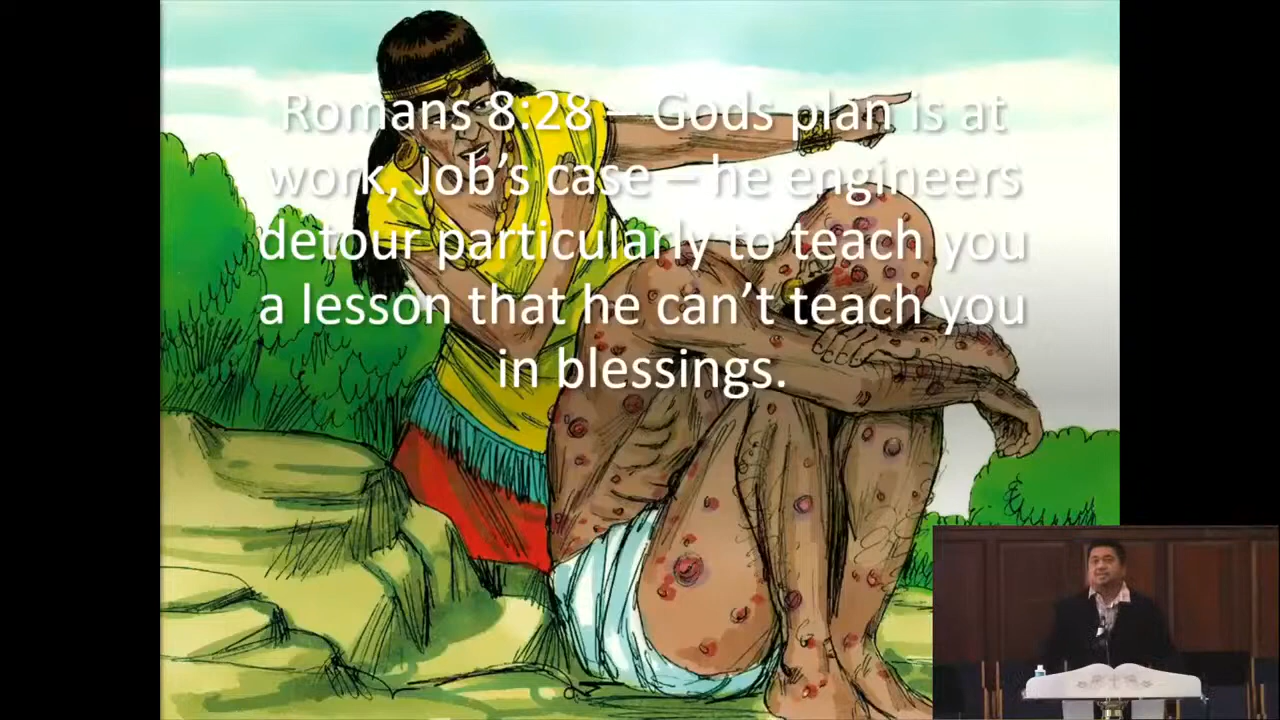 Romans 8:28 – Gods plan is at
work, Job’s case – he engineers
detour particularly to teach you
a lesson that he can’t teach you
in blessings.